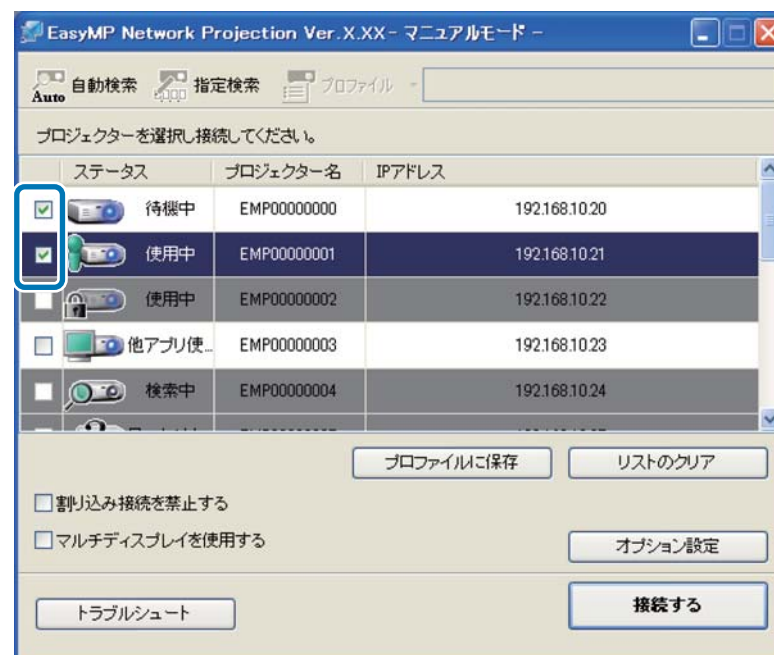 EasyMP Network Projection Ver.X.XX- マニュアルモード -
Auto 自動検索 指定検索 プロファイル -
プロジェクターを選択し接続してください。
ステータス プロジェクター名 IPアドレス
待機中 EMP00000000 192.168.10.20
使用中 EMP00000001 192.168.10.21
使用中 EMP00000002 192.168.10.22
他アプリ使... EMP00000003 192.168.10.23
検索中 EMP00000004 192.168.10.24
プロファイルに保存 リストのクリア
割り込み接続を禁止する
マルチディスプレイを使用する
オプション設定
トラブルシュート 接続する